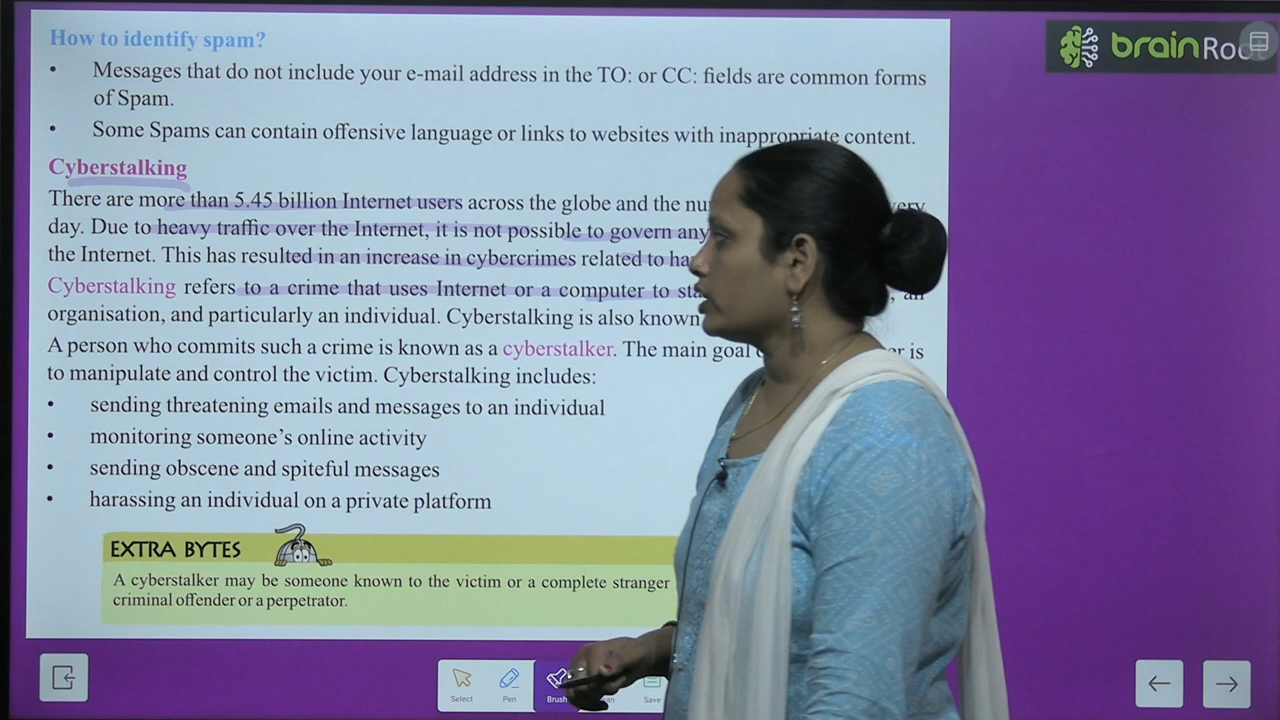 How to identify spam?
brainRoo
• Messages that do not include your e-mail address in the TO: or CC: fields are common forms
of Spam.
• Some Spams can contain offensive language or links to websites with inappropriate content.
Cyberstalking
There are more than 5.45 billion Internet users across the globe and the
day. Due to heavy traffic over the Internet, it is not possible to govern any
the Internet. This has resulted in an increase in cybercrimes related to
Cyberstalking refers to a crime that uses Internet or a computer to
organisation, and particularly an individual. Cyberstalking is also known
A person who commits such a crime is known as a cyberstalker. The main goal is
to manipulate and control the victim. Cyberstalking includes:
• sending threatening emails and messages to an individual
• monitoring someone's online activity
• sending obscene and spiteful messages
• harassing an individual on a private platform
EXTRA BYTES
A cyberstalker may be someone known to the victim or a complete stranger
criminal offender or a perpetrator.
Select Pen Brush Save